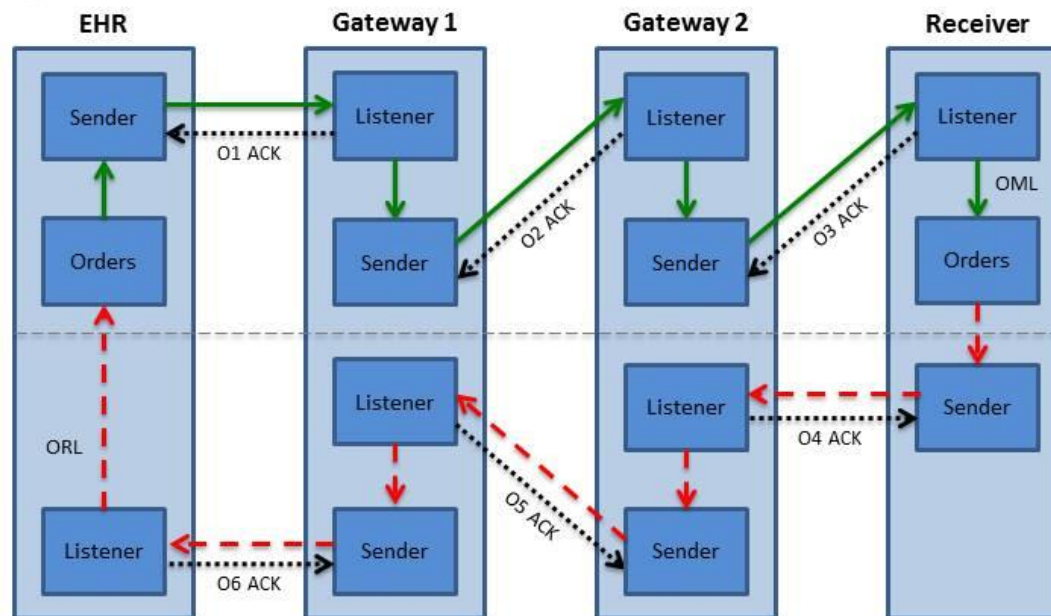 EHR
Gateway 1
Gateway 2
Receiver
Sender
Listener
Listener
Listener
O1 ACK
O2 ACK
O3 ACK
OML
Orders
Sender
Sender
Orders
Listener
Listener
Sender
O4 ACK
ORL
O5 ACK
Listener
Sender
Sender
O6 ACK